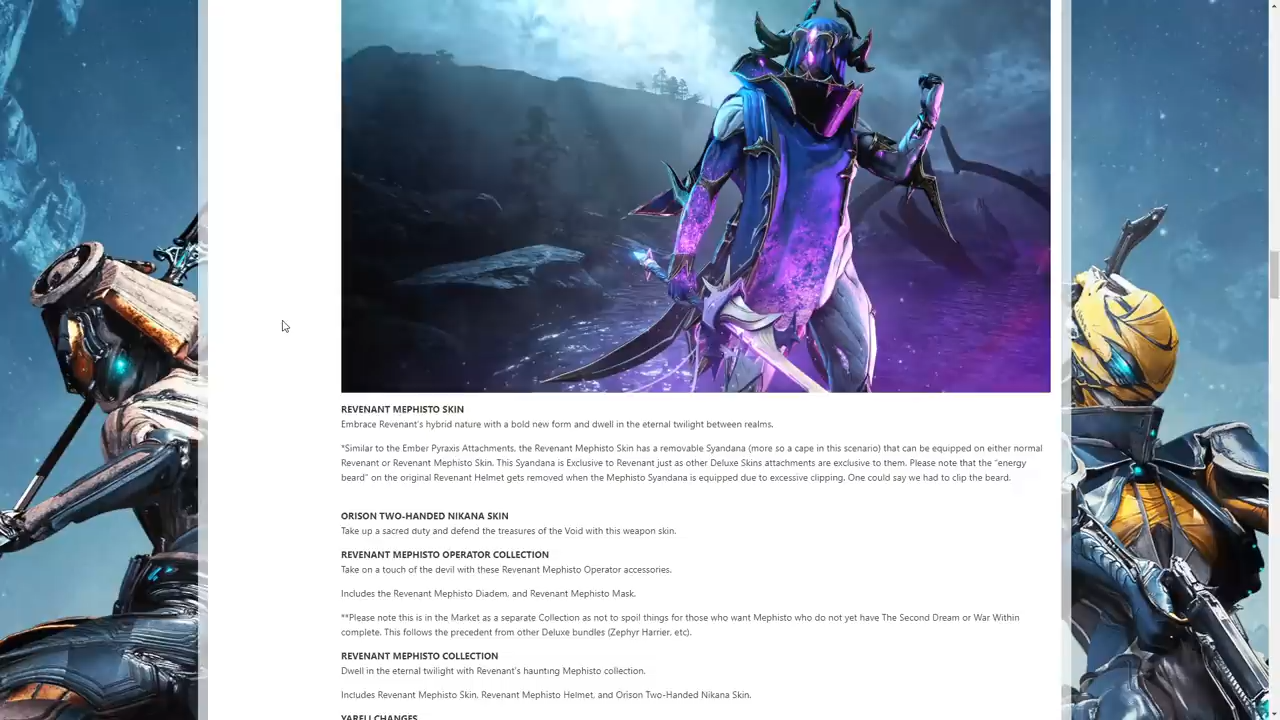 REVENANT MEPHISTO SKIN
Embrace Revenant's hybrid nature with a bold new form and dwell in the eternal twilight between realms.
*Similar to the Ember Pyraxis Attachments, the Revenant Mephisto Skin has a removable Syandana (more so a cape in this scenario) that can be equipped on either normal
Revenant or Revenant Mephisto Skin. This Syandana is Exclusive to Revenant just as other Deluxe Skins attachments are exclusive to them. Please note that the "energy
beard" on the original Revenant Helmet gets removed when the Mephisto Syandana is equipped due to excessive clipping. One could say we had to clip the beard.
ORISON TWO-HANDED NIKANA SKIN
Take up a sacred duty and defend the treasures of the Void with this weapon skin.
REVENANT MEPHISTO OPERATOR COLLECTION
Take on a touch of the devil with these Revenant Mephisto Operator accessories.
Includes the Revenant Mephisto Diadem, and Revenant Mephisto Mask.
**Please note this is in the Market as a separate Collection as not to spoil things for those who want Mephisto who do not yet have The Second Dream or War Within
complete. This follows the precedent from other Deluxe bundles (Zephyr Harrier, etc).
REVENANT MEPHISTO COLLECTION
Dwell in the eternal twilight with Revenant's haunting Mephisto collection.
Includes Revenant Mephisto Skin, Revenant Mephisto Helmet, and Orison Two-Handed Nikana Skin.
YARELI CHANGES